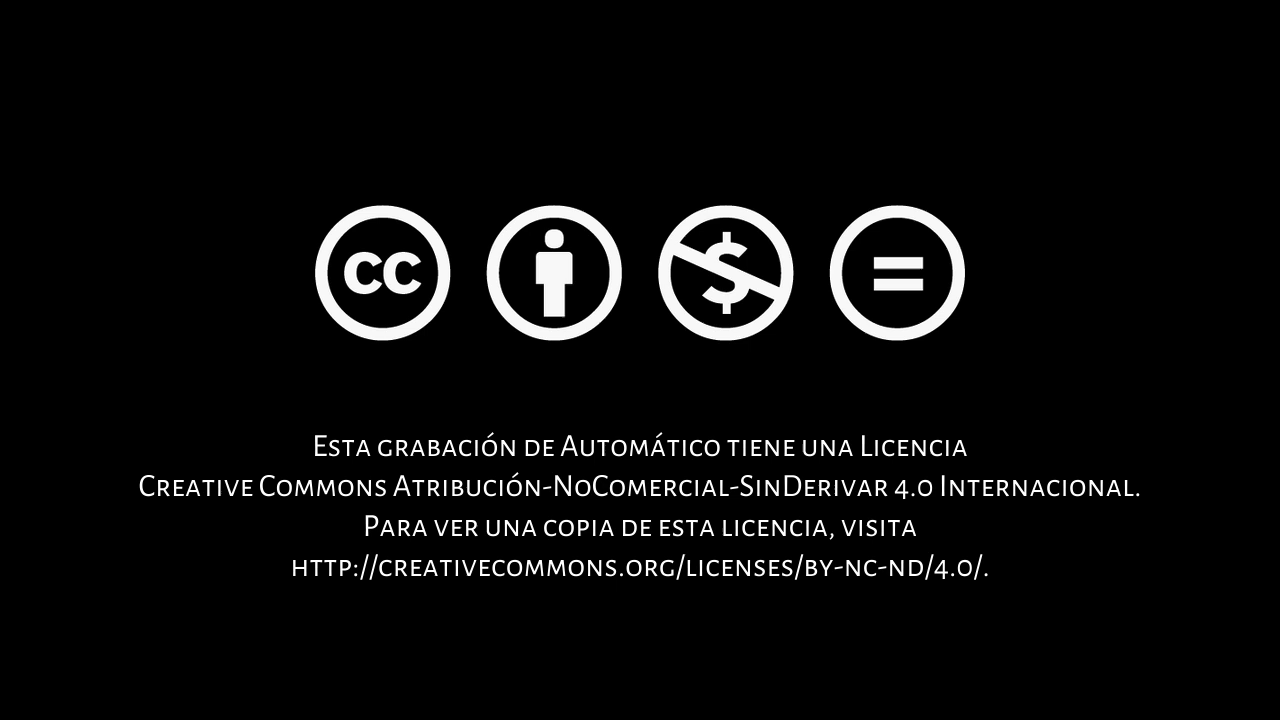 cc
Esta grabación de Automático tiene una Licencia
Creative Commons Atribución-NoComercial-SinDerivar 4.0 Internacional.
Para ver una copia de esta licencia, visita
http://creativecommons.org/licenses/by-nc-nd/4.0/.